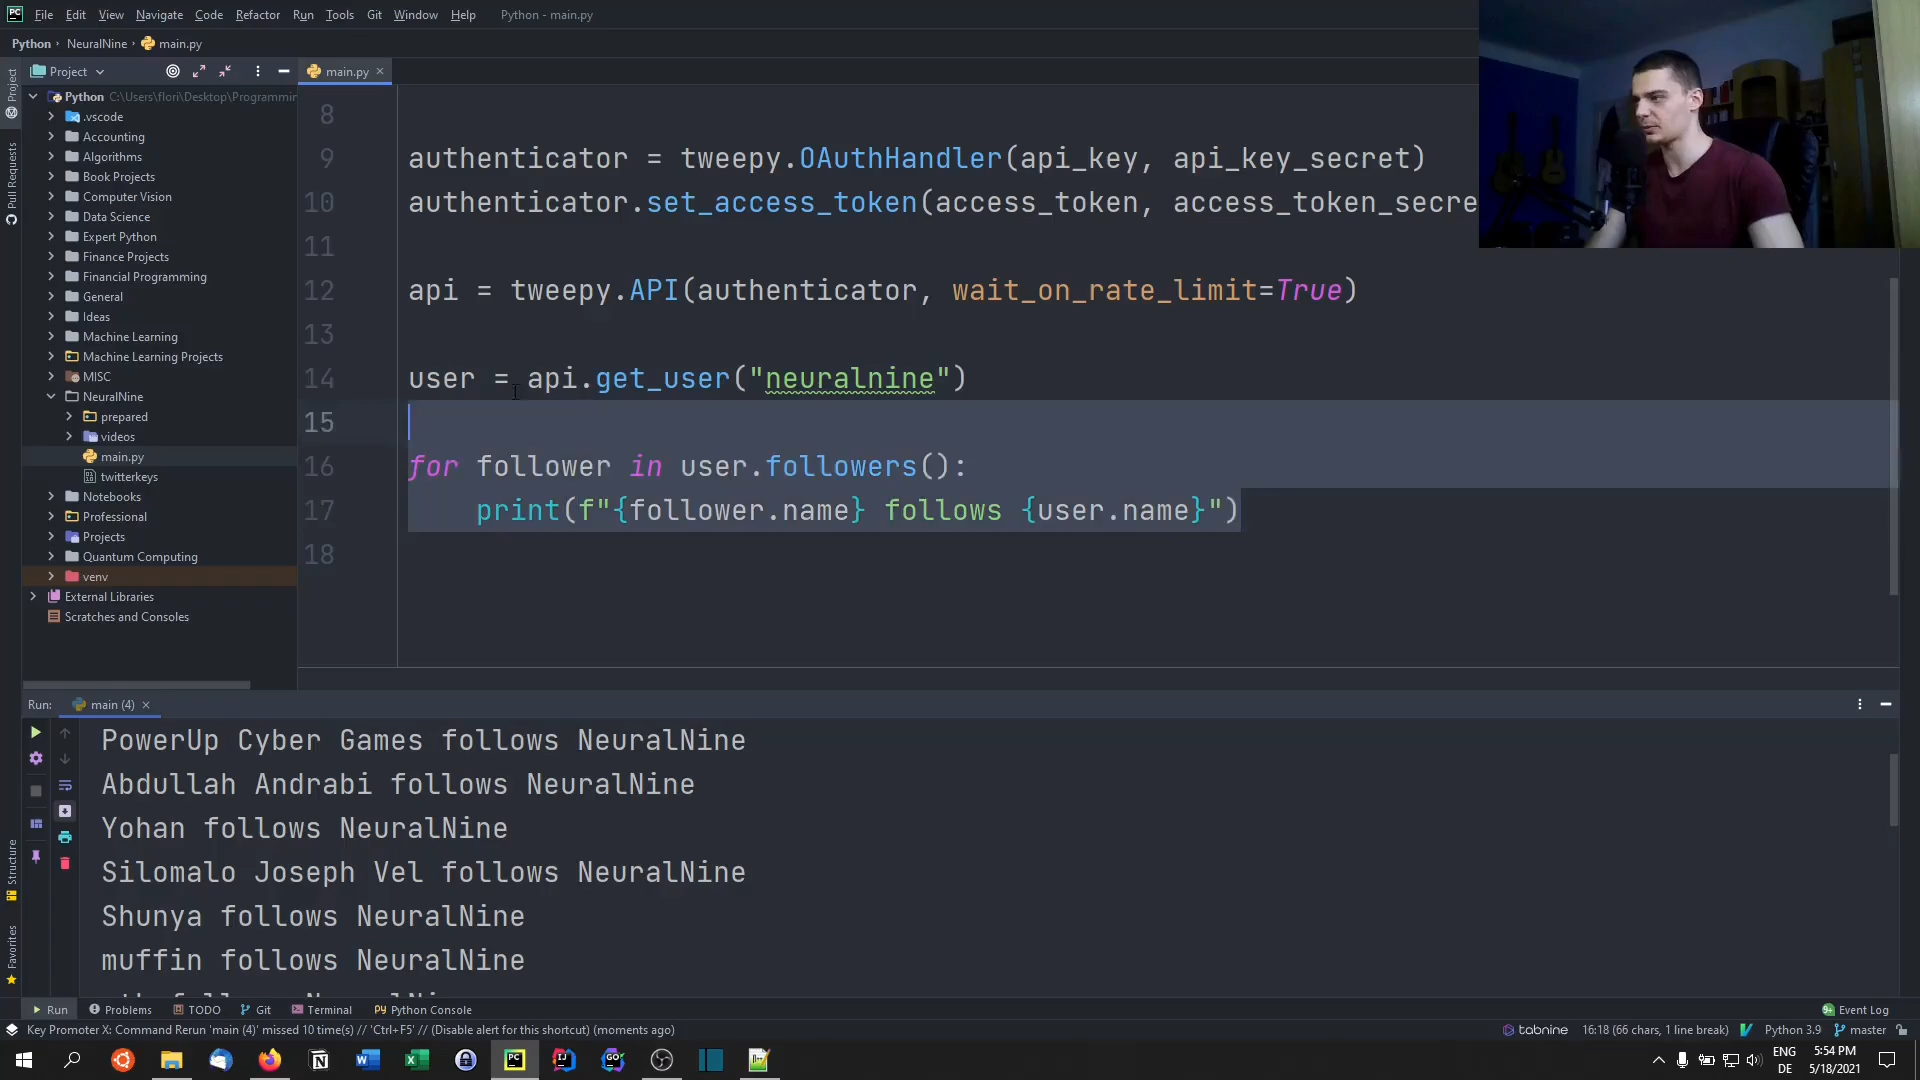 PC File Edit View Navigate Code Refactor Run Tools Git Window Help Python - main.py
Python › NeuralNine › main.py
Project
main.py
Python C:\Users\flori\Desktop\Programmin
.vscode
Accounting
Algorithms
Book Projects
Computer Vision
Data Science
Expert Python
Finance Projects
Financial Programming
General
Ideas
Machine Learning
Machine Learning Projects
MISC
NeuralNine
prepared
videos
main.py
twitterkeys
Notebooks
Professional
Projects
Quantum Computing
venv
External Libraries
Scratches and Consoles
Project
Pull Requests
Structure
Favorites
8
9 authenticator = tweepy.OAuthHandler(api_key, api_key_secret)
10 authenticator.set_access_token(access_token, access_token_secre
11
12 api = tweepy.API(authenticator, wait_on_rate_limit=True)
13
14 user = api.get_user("neuralnine")
15
16 for follower in user.followers():
17 print(f"{follower.name} follows {user.name}")
18
Run: main (4)
PowerUp Cyber Games follows NeuralNine
Abdullah Andrabi follows NeuralNine
Yohan follows NeuralNine
Silomalo Joseph Vel follows NeuralNine
Shunya follows NeuralNine
muffin follows NeuralNine
Run Problems TODO Git Terminal Python Console Event Log
Key Promoter X: Command Rerun 'main (4)' missed 10 time(s) // 'Ctrl+F5' // (Disable alert for this shortcut) (moments ago) tabnine 16:18 (66 chars, 1 line break) Python 3.9 master
ENG 5:54 PM
DE 5/18/2021